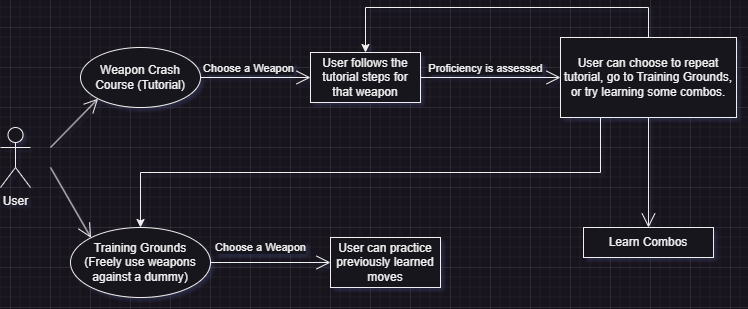 Weapon Crash
Course (Tutorial)
Choose a Weapon
User follows the
tutorial steps for
that weapon
Proficiency is assessed
User can choose to repeat
tutorial, go to Training Grounds,
or try learning some combos.
User
Training Grounds
(Freely use weapons
against a dummy)
Choose a Weapon
User can practice
previously learned
moves
Learn Combos